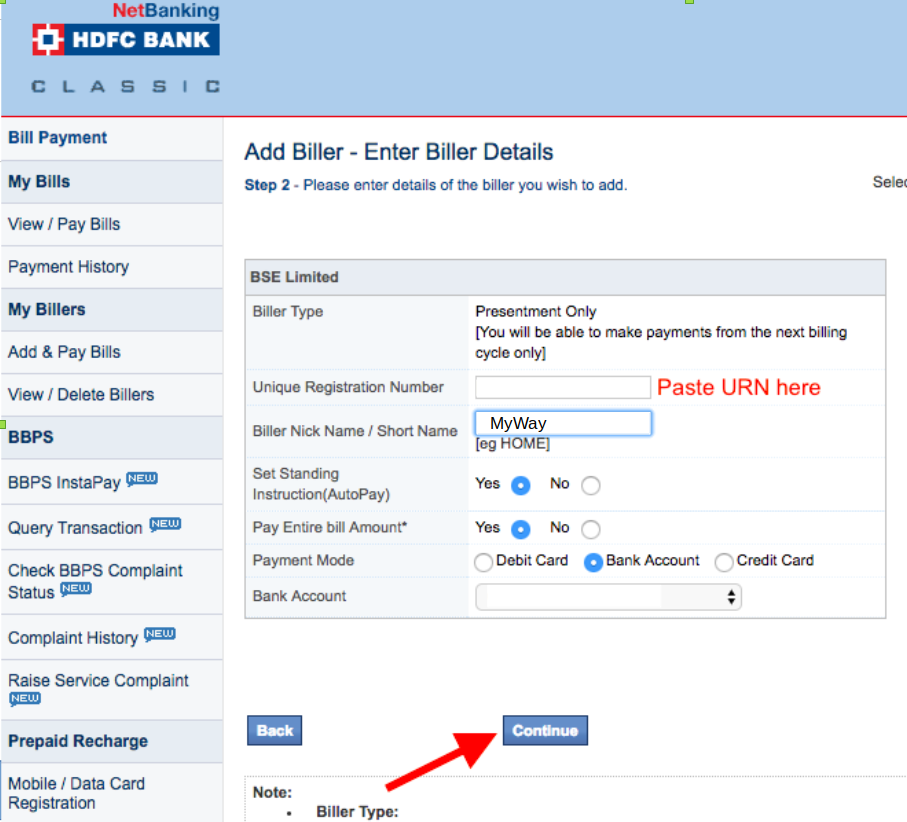 NetBanking
HDFC BANK
CLASSIC
Bill Payment
My Bills
View / Pay Bills
Payment History
My Billers
Add & Pay Bills
View / Delete Billers
BBPS
BBPS InstaPay NEW
Query Transaction NEW
Check BBPS Complaint
Status NEW
Complaint History NEW
Raise Service Complaint
NEW
Prepaid Recharge
Mobile / Data Card
Registration
Add Biller - Enter Biller Details
Step 2 - Please enter details of the biller you wish to add.
Selec
BSE Limited
Biller Type Presentment Only
[You will be able to make payments from the next billing
cycle only]
Unique Registration Number Paste URN here
Biller Nick Name / Short Name MyWay
[eg HOME]
Set Standing
Instruction(AutoPay) Yes No
Pay Entire bill Amount* Yes No
Payment Mode Debit Card Bank Account Credit Card
Bank Account
Back Continue
Note:
• Biller Type: